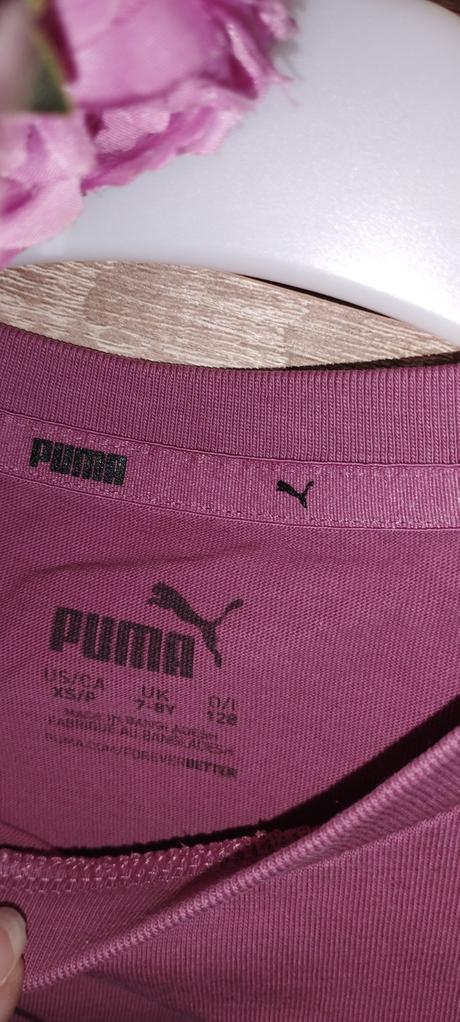 PUMA
PUMA
US/CA UK D/I
XS/P 7-8Y 128
MADE IN BANGLADESH
FABRIQUÉ AU BANGLADESH
PUMA.COM/FOREVERBETTER